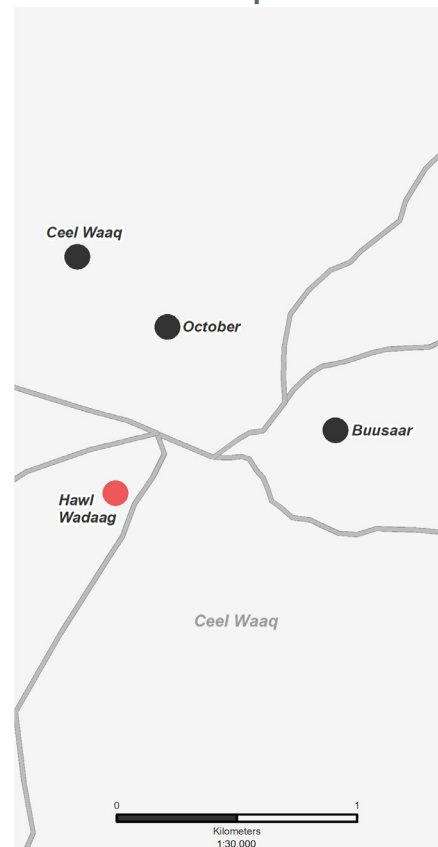 Ceel Waaq
October
Buusaar
Hawl
Wadaag
Ceel Waaq
0 1
Kilometers
1:30,000